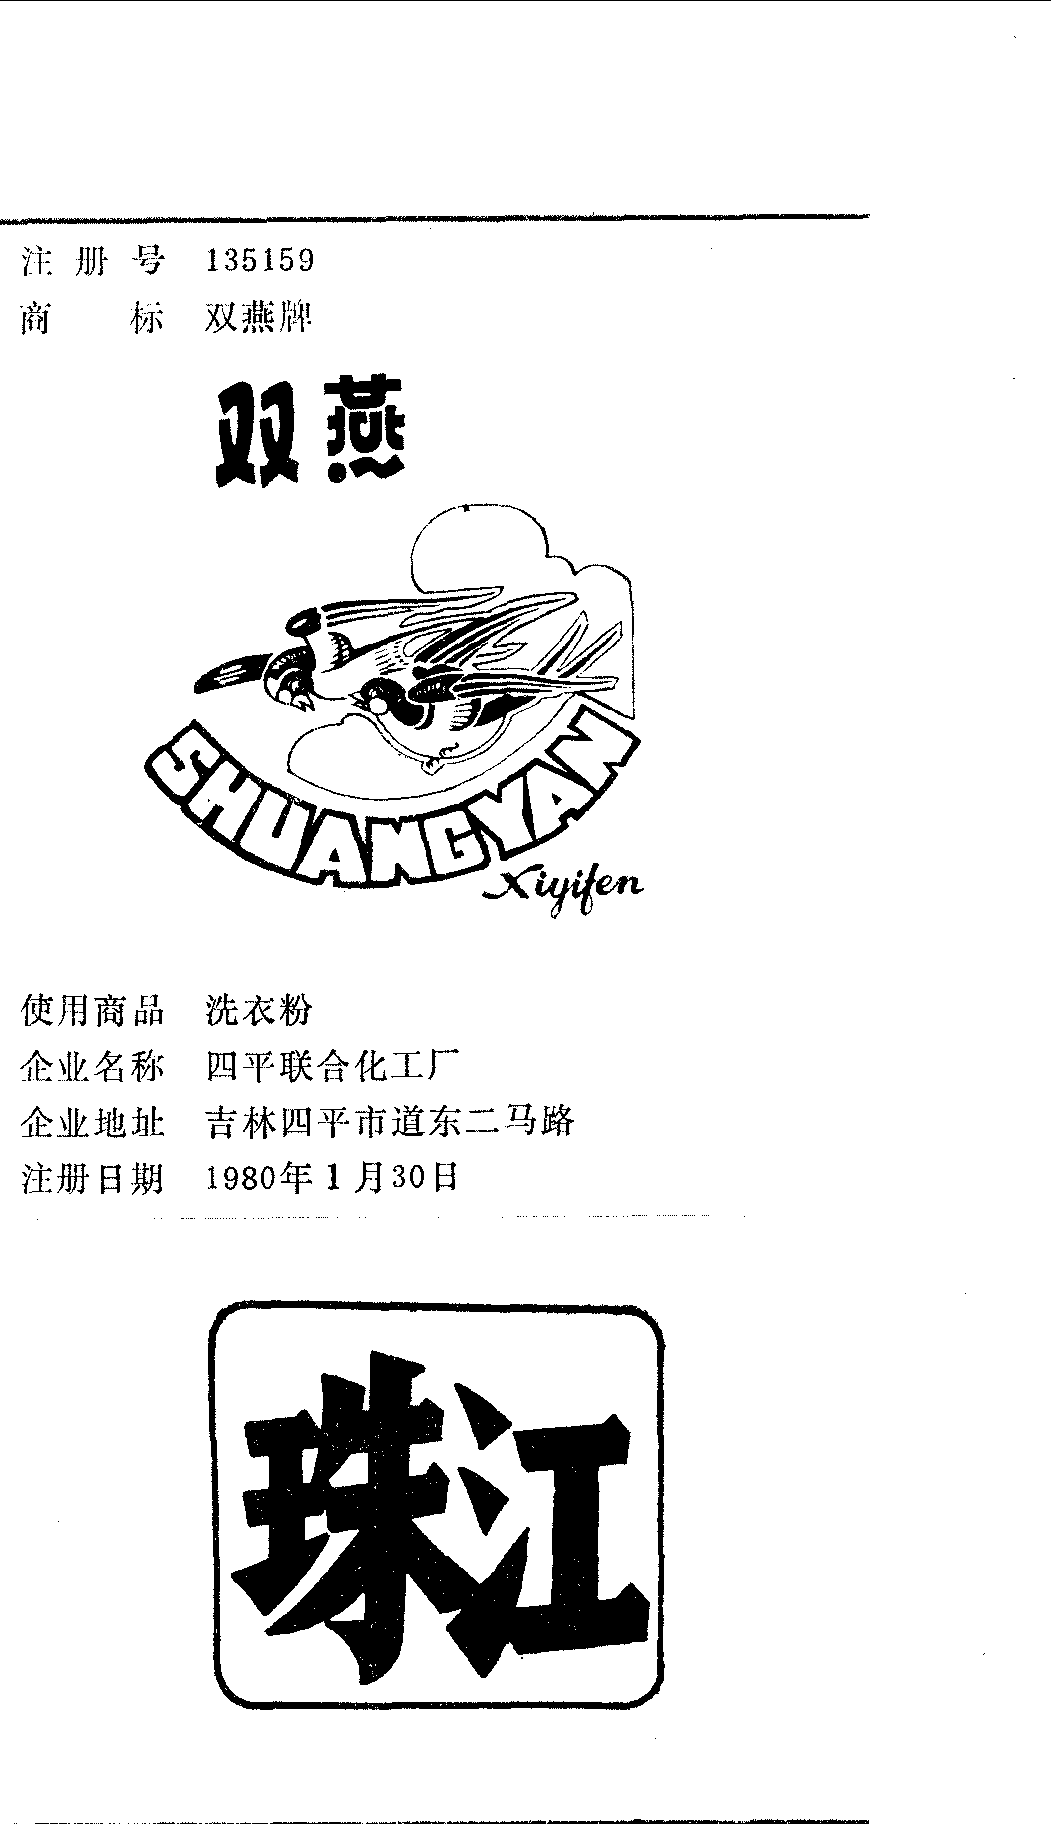 注册号 135159
商标 双燕牌
双燕
SHUANGYAN
Xiyifen
使用商品 洗衣粉
企业名称 四平联合化工厂
企业地址 吉林四平市道东二马路
注册日期 1980年1月30日
珠江